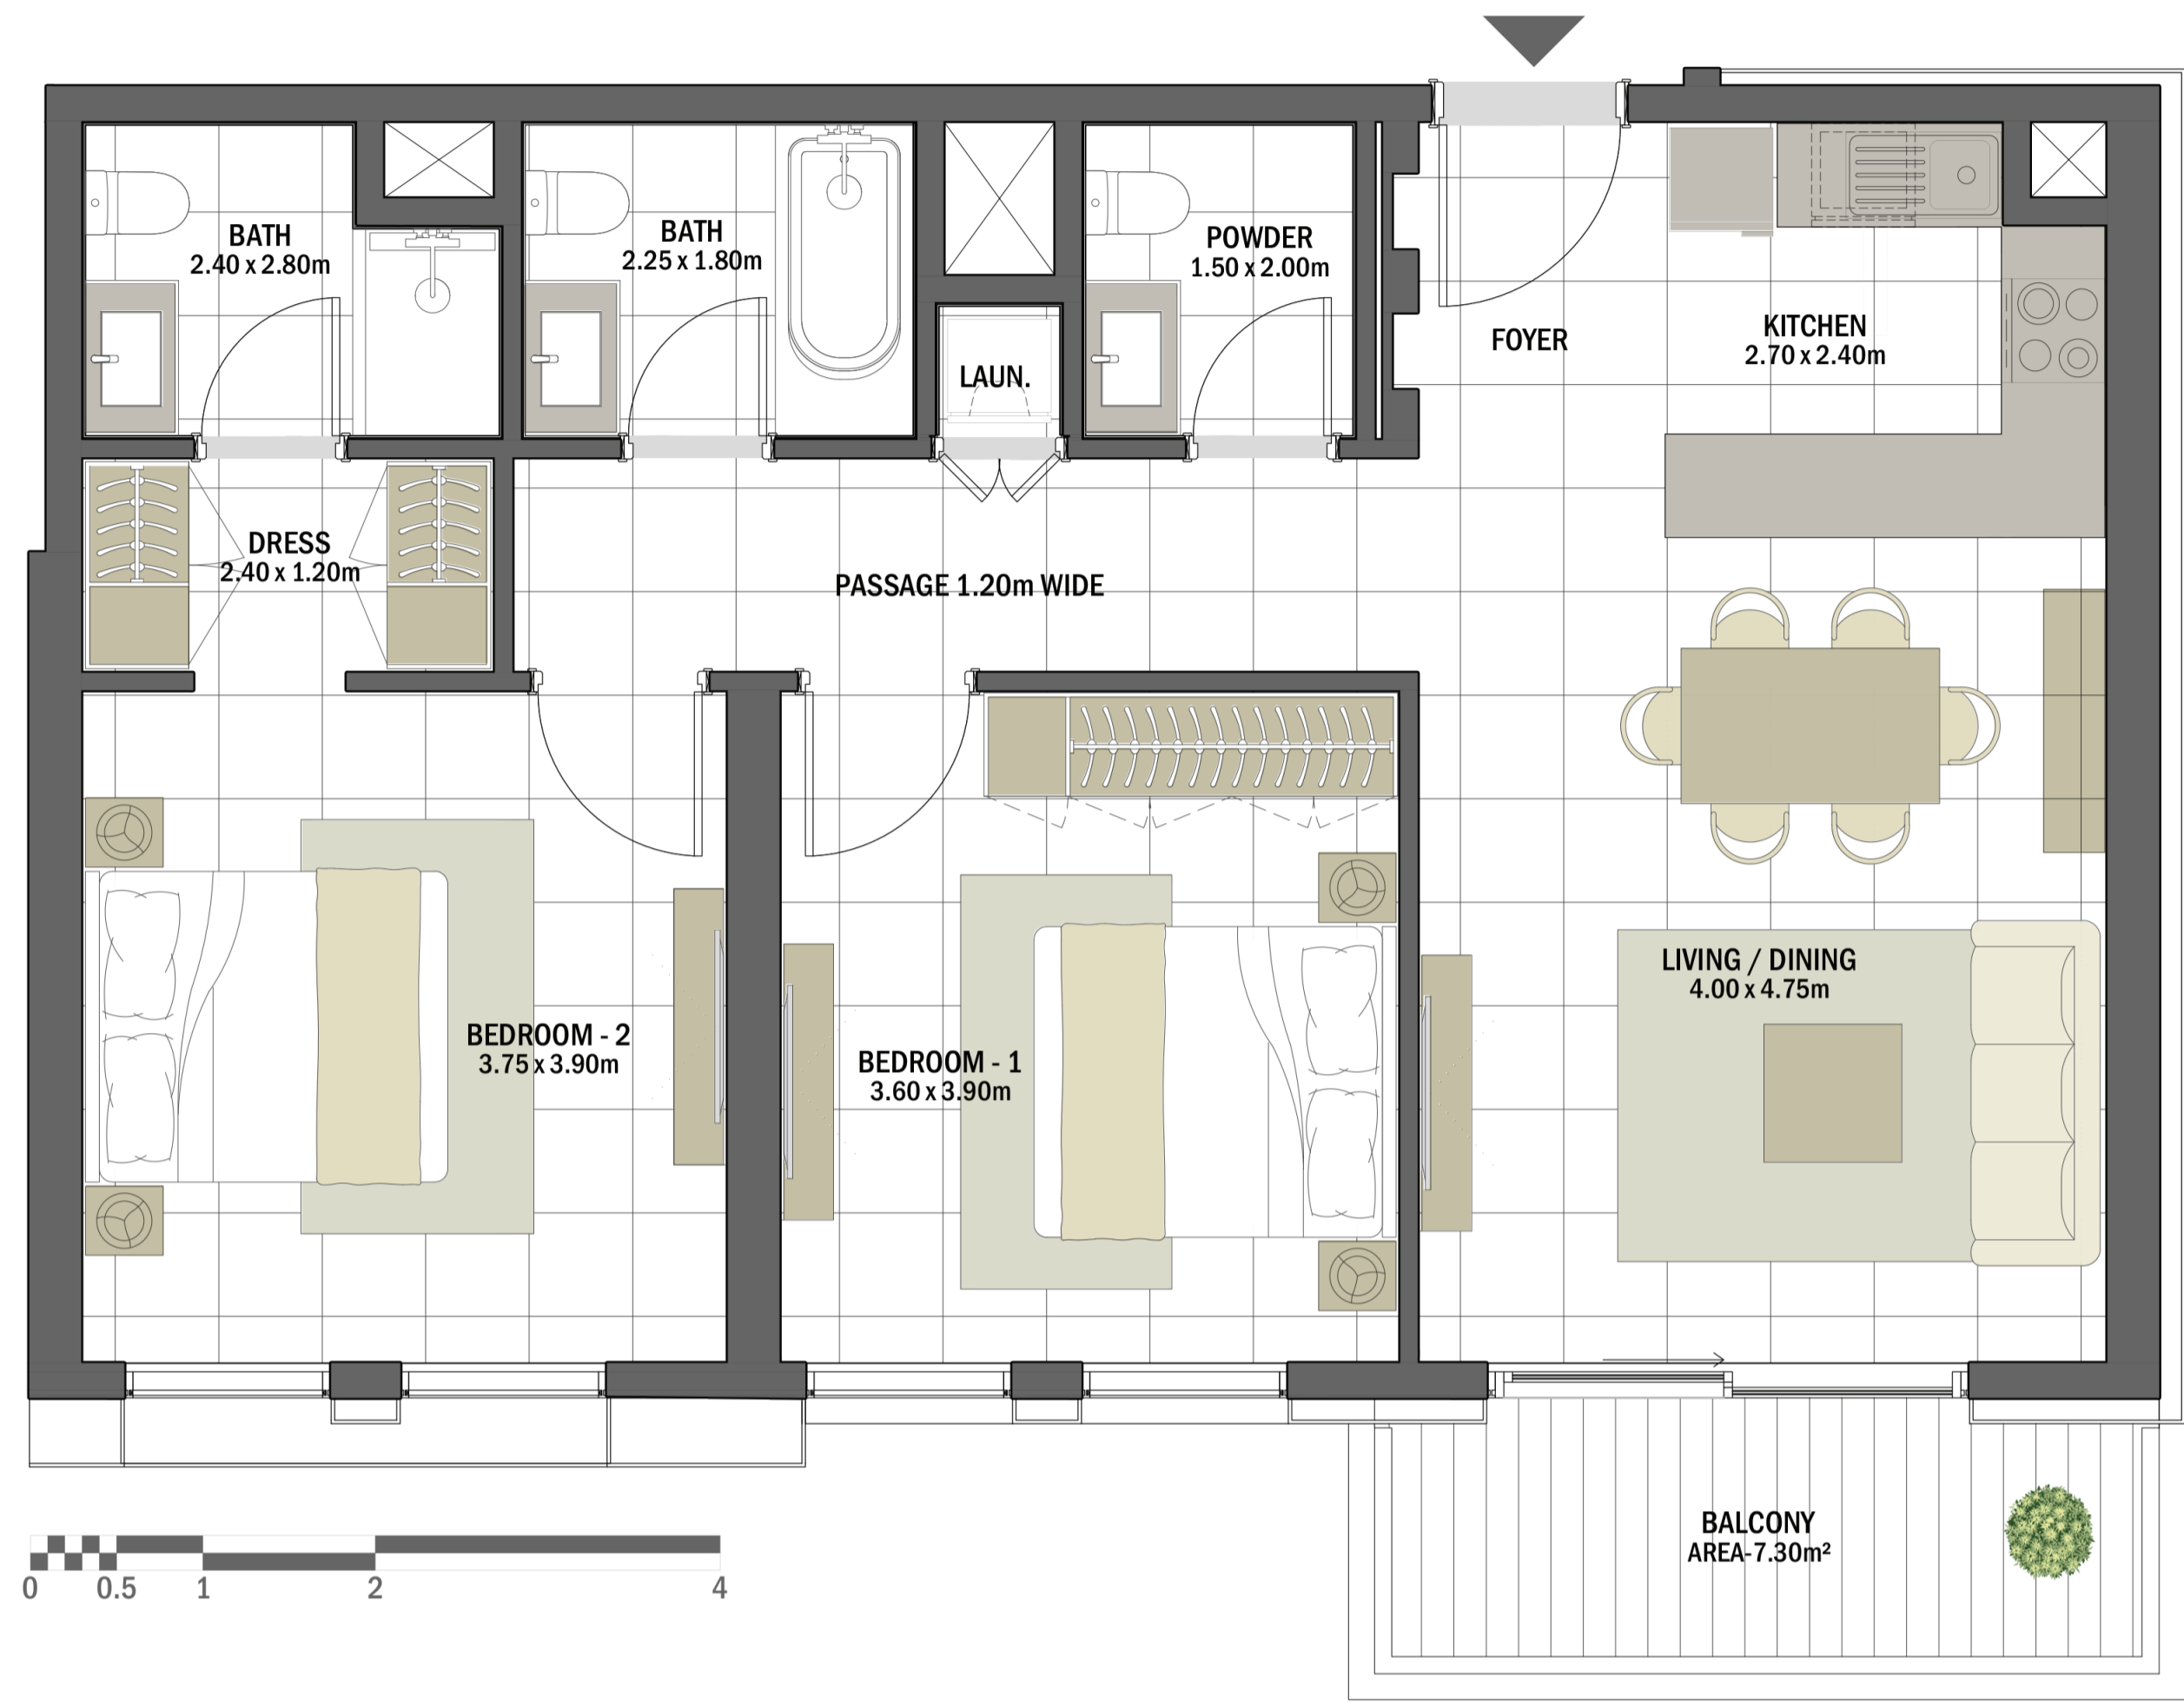 BATH
2.40 x 2.80m
BATH
2.25 x 1.80m
POWDER
1.50 x 2.00m
LAUN.
FOYER
KITCHEN
2.70 x 2.40m
DRESS
2.40 x 1.20m
PASSAGE 1.20m WIDE
BEDROOM - 2
3.75 x 3.90m
BEDROOM - 1
3.60 x 3.90m
LIVING / DINING
4.00 x 4.75m
BALCONY
AREA-7.30m²
0 0.5 1 2 4